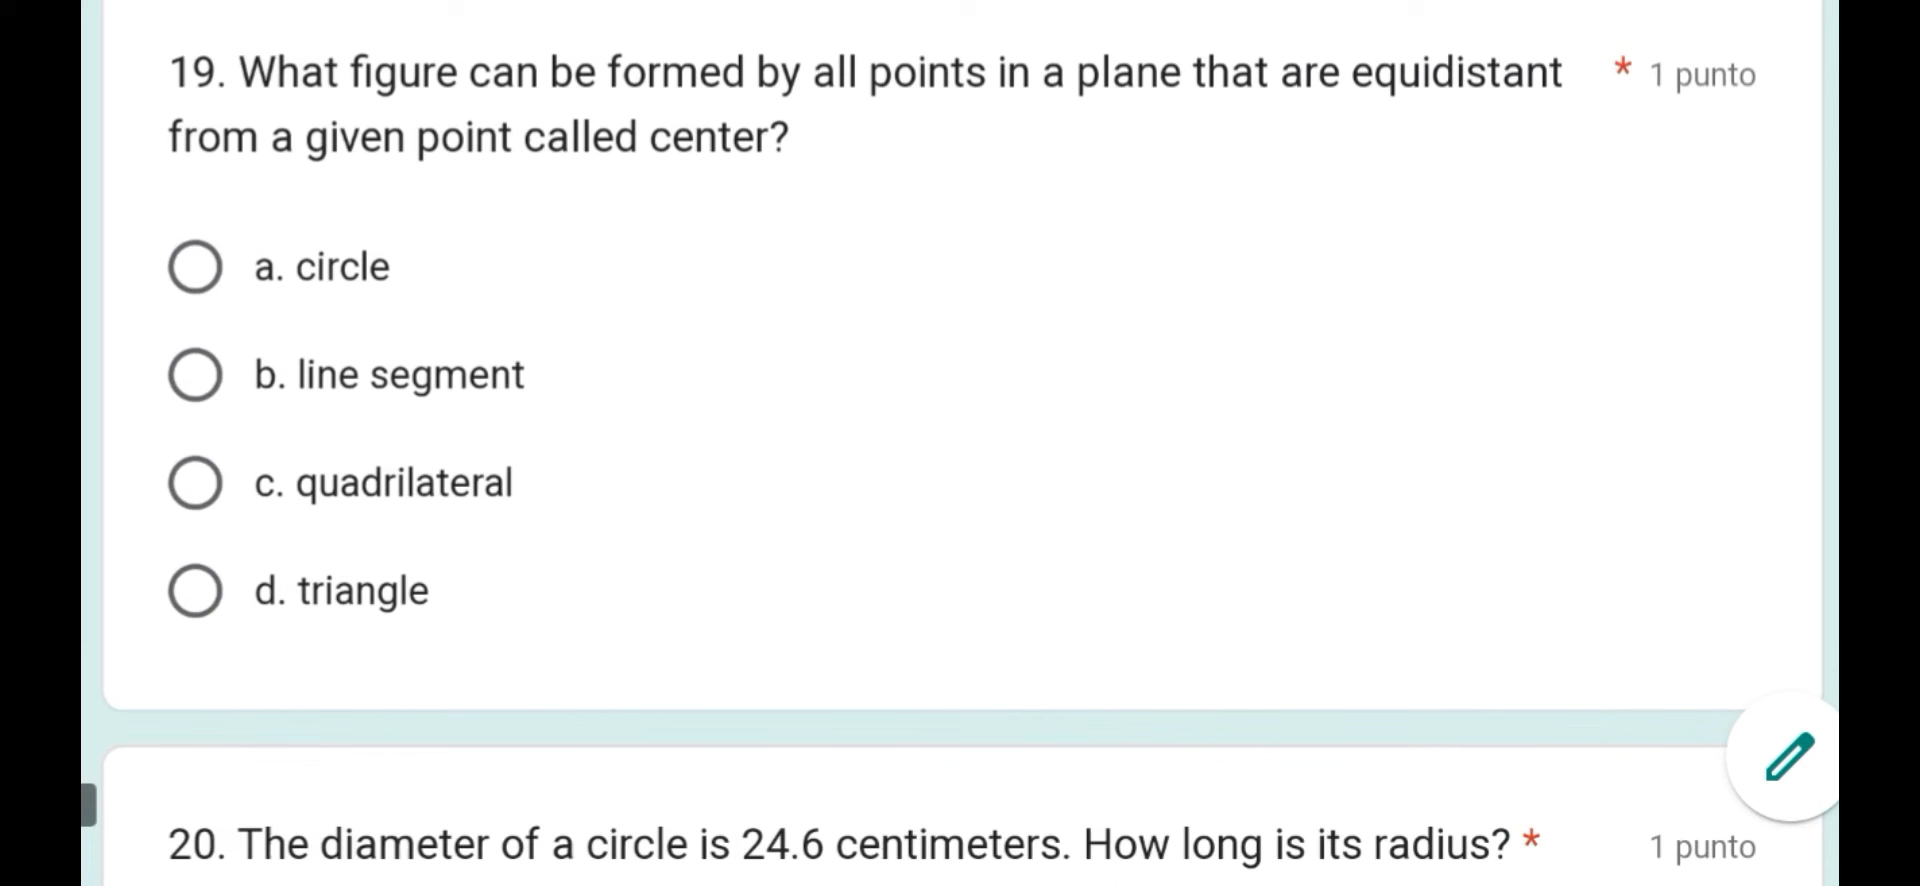 19. What figure can be formed by all points in a plane that are equidistant * 1 punto
from a given point called center?
a. circle
b. line segment
c. quadrilateral
d. triangle
20. The diameter of a circle is 24.6 centimeters. How long is its radius? * 1 punto